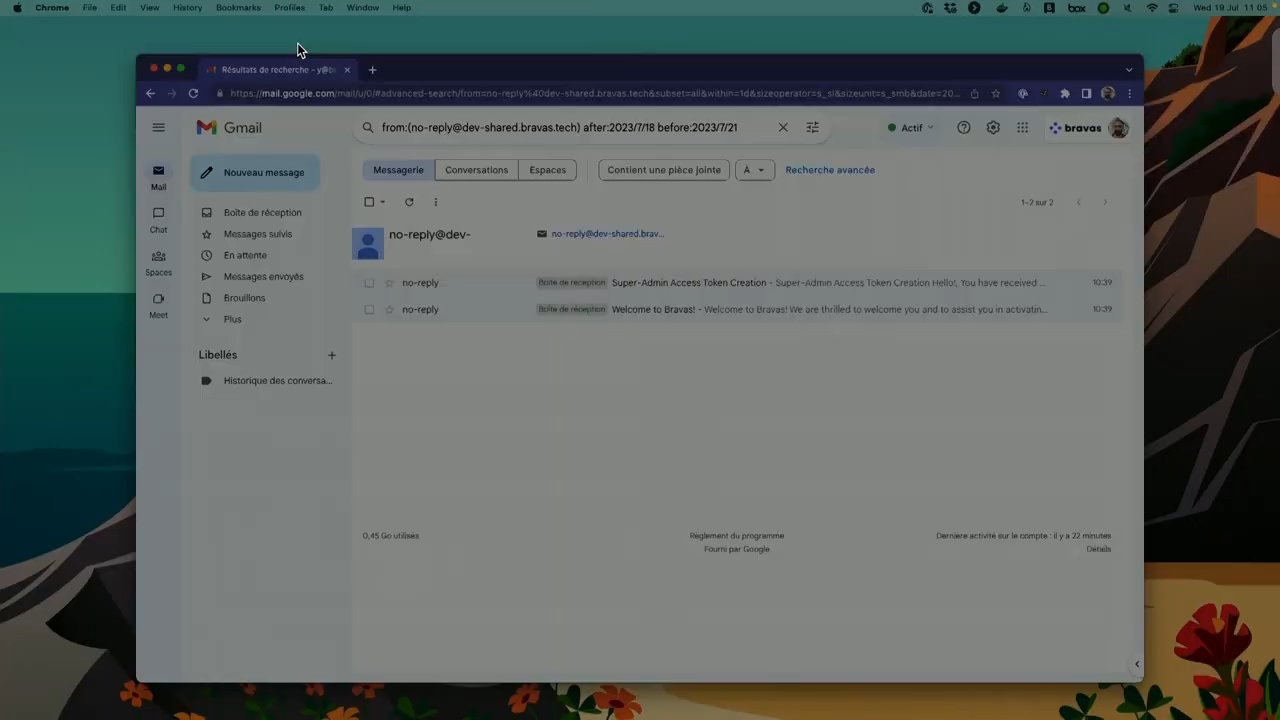 Chrome File Edit View History Bookmarks Profiles Tab Window Help box Wed 19 Jul 11:05
Résultats de recherche - y@b
https://mail.google.com/mail/u/0/#advanced-search/from=no-reply%40dev-shared.bravas.tech&subset=all&within=1d&sizeoperator=s_sl&sizeunit=s_smb&date=20...
Gmail
from:(no-reply@dev-shared.bravas.tech) after:2023/7/18 before:2023/7/21
Actif
bravas
Mail
Chat
Spaces
Meet
Nouveau message
Boîte de réception
Messages suivis
En attente
Messages envoyés
Brouillons
Plus
Libellés
Historique des conversa...
Messagerie Conversations Espaces Contient une pièce jointe À Recherche avancée
1–2 sur 2
no-reply@dev- no-reply@dev-shared.brav...
no-reply Boîte de réception Super-Admin Access Token Creation - Super-Admin Access Token Creation Hello!, You have received ... 10:39
no-reply Boîte de réception Welcome to Bravas! - Welcome to Bravas! We are thrilled to welcome you and to assist you in activatin... 10:39
0,45 Go utilisés
Règlement du programme
Fourni par Google
Dernière activité sur le compte : il y a 22 minutes
Détails